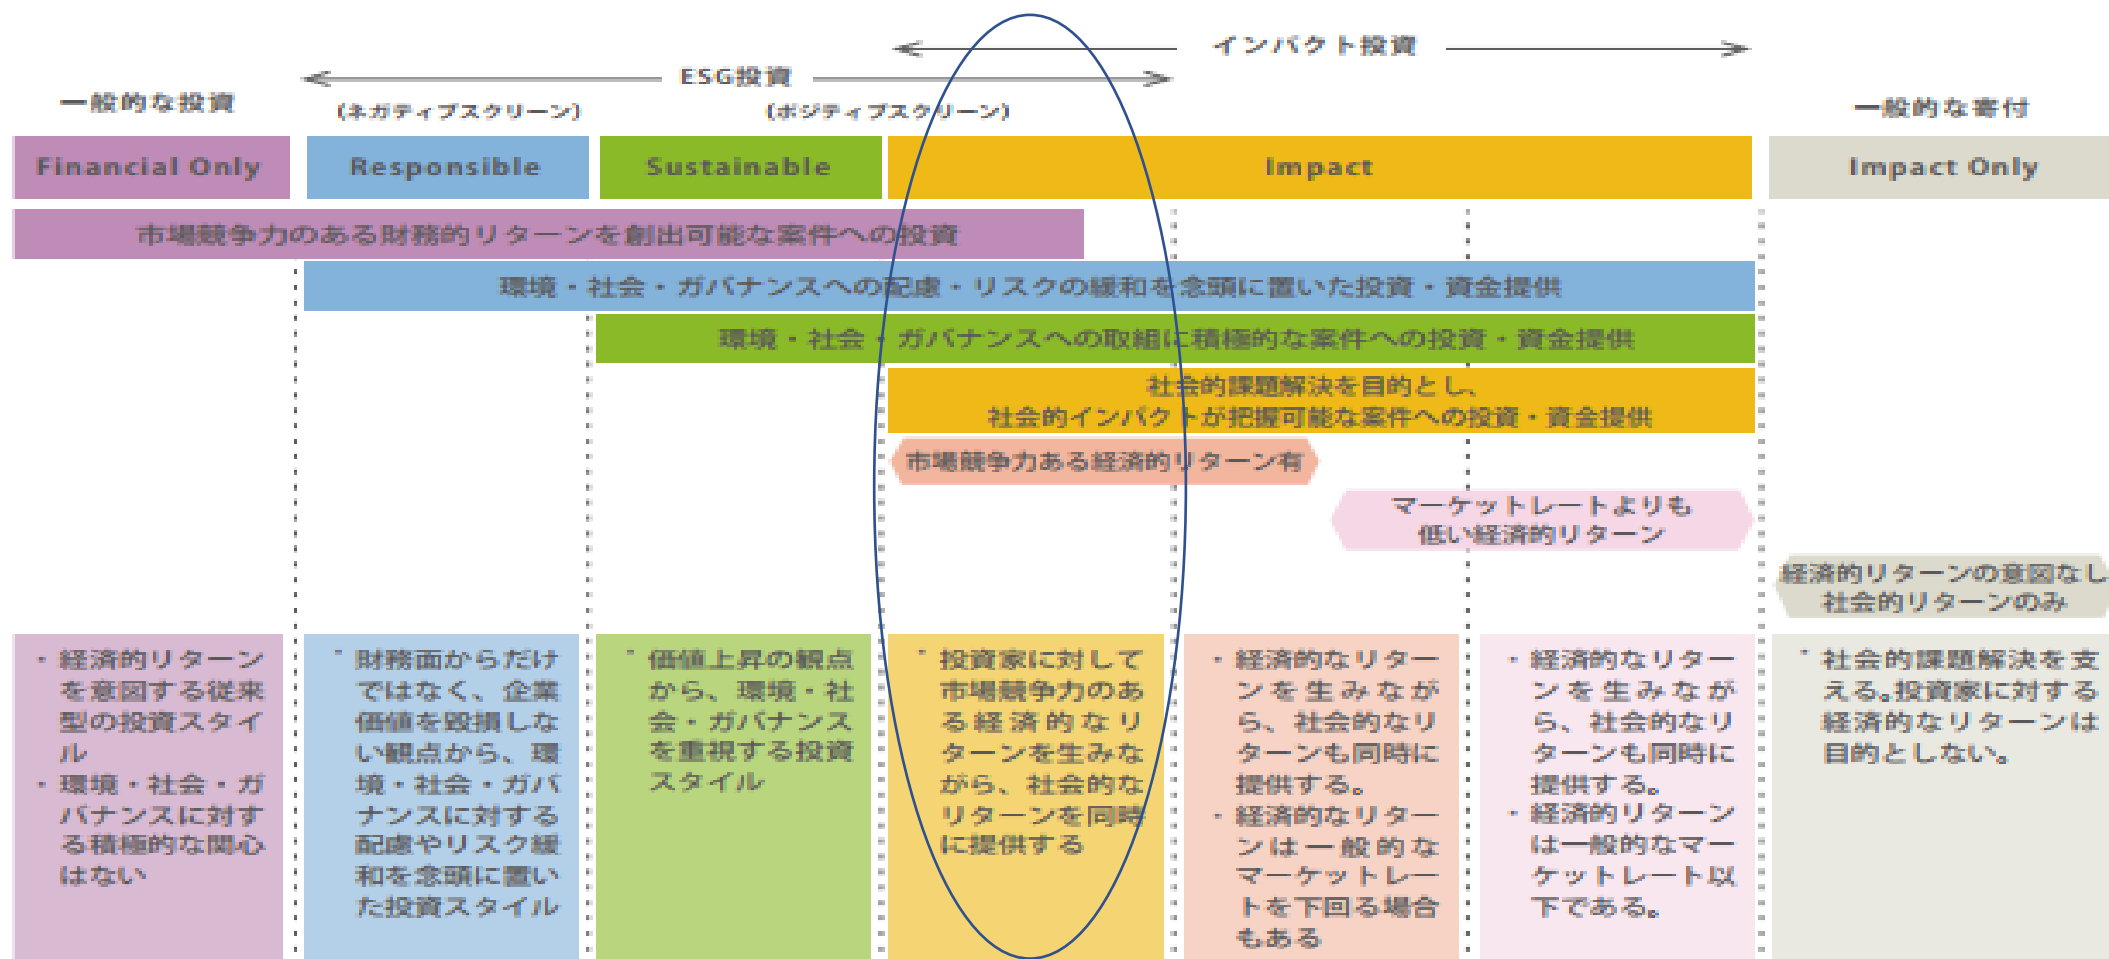 インパクト投資
ESG投資
一般的な投資
(ネガティブスクリーン)
(ポジティブスクリーン)
一般的な寄付
Financial Only
Responsible
Sustainable
Impact
Impact Only
市場競争力のある財務的リターンを創出可能な案件への投資
環境・社会・ガバナンスへの配慮・リスクの緩和を念頭に置いた投資・資金提供
環境・社会・ガバナンスへの取組に積極的な案件への投資・資金提供
社会的課題解決を目的とし、
社会的インパクトが把握可能な案件への投資・資金提供
市場競争力ある経済的リターン有
マーケットレートよりも
低い経済的リターン
経済的リターンの意図なし
社会的リターンのみ
・経済的リターン
を意図する従来
型の投資スタイ
ル
・環境・社会・ガ
バナンスに対す
る積極的な関心
はない
・財務面からだけ
ではなく、企業
価値を毀損しな
い観点から、環
境・社会・ガバ
ナンスに対する
配慮やリスク緩
和を念頭に置い
た投資スタイル
・価値上昇の観点
から、環境・社
会・ガバナンス
を重視する投資
スタイル
・投資家に対して
市場競争力のあ
る経済的なリ
ターンを生みな
がら、社会的な
リターンを同時
に提供する
・経済的なリター
ンを生みなが
ら、社会的なリ
ターンも同時に
提供する。
・経済的なリター
ンは一般的な
マーケットレー
トを下回る場合
もある
・経済的なリター
ンを生みなが
ら、社会的なリ
ターンも同時に
提供する。
・経済的リターン
は一般的なマー
ケットレート以
下である。
・社会的課題解決を支
える。投資家に対する
経済的なリターンは
目的としない。